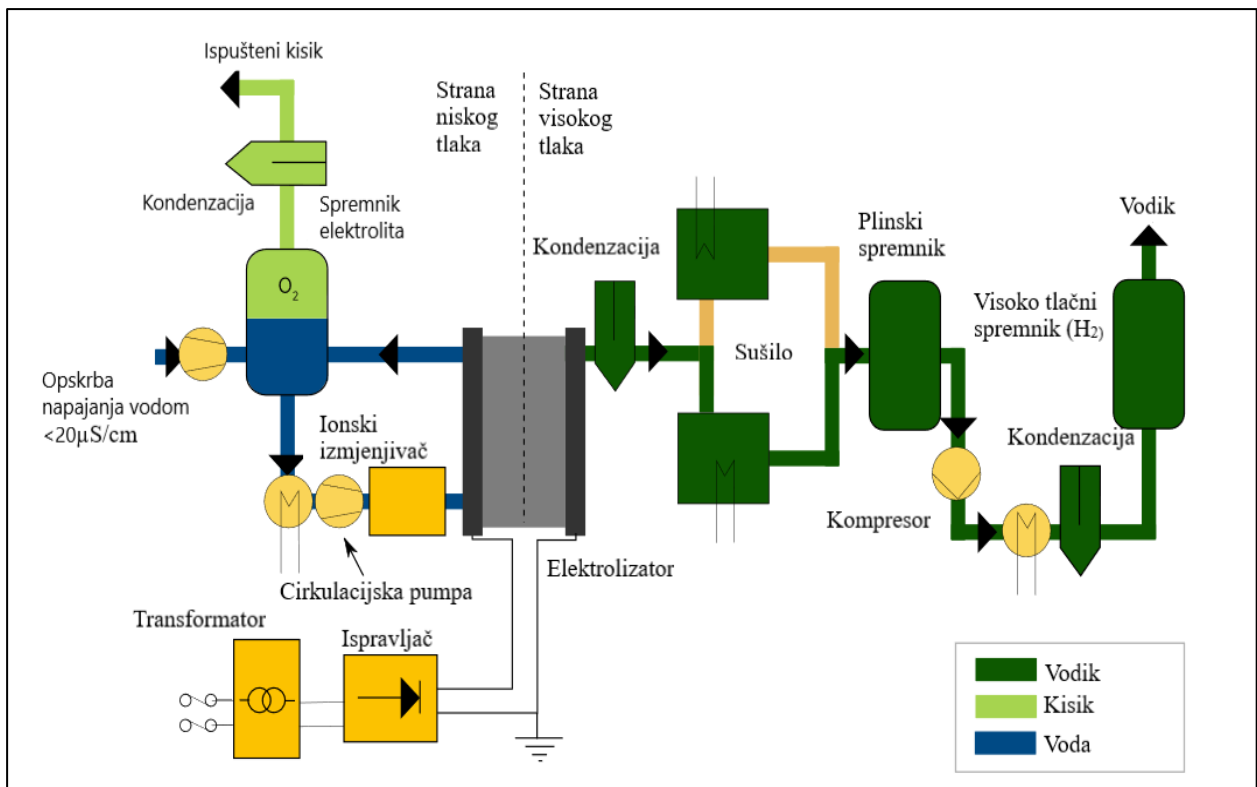 Ispušteni kisik
Strana
niskog
tlaka
Strana
visokog
tlaka
Kondenzacija
Spremnik
elektrolita
O₂
Opskrba
napajanja vodom
<20µS/cm
Ionski
izmjenjivač
Cirkulacijska pumpa
Transformator
Ispravljač
Elektrolizator
Kondenzacija
Sušilo
Plinski
spremnik
Kompresor
Kondenzacija
Visoko tlačni
spremnik (H₂)
Vodik
Vodik
Kisik
Voda